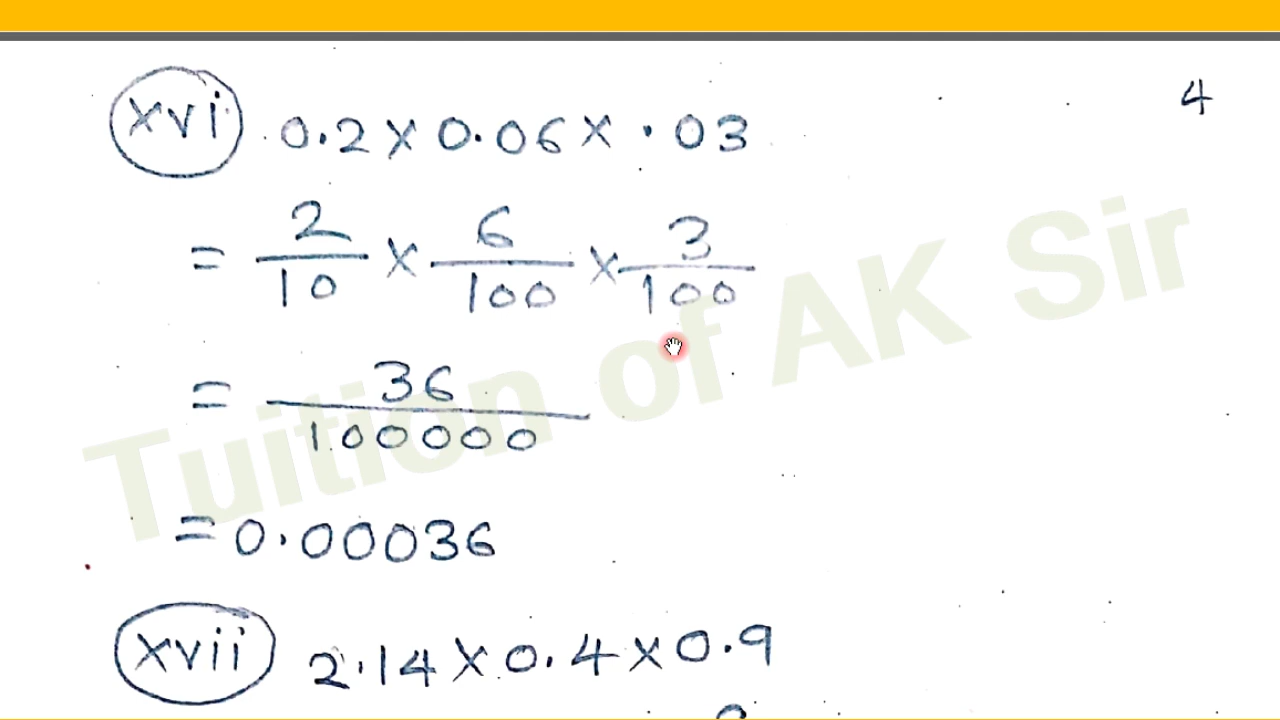 xvi 0.2 × 0.06 × .03
4
= 2/10 × 6/100 × 3/100
= 36/100000
= 0.00036
xvii 2.14 × 0.4 × 0.9
Tuition of AK Sir